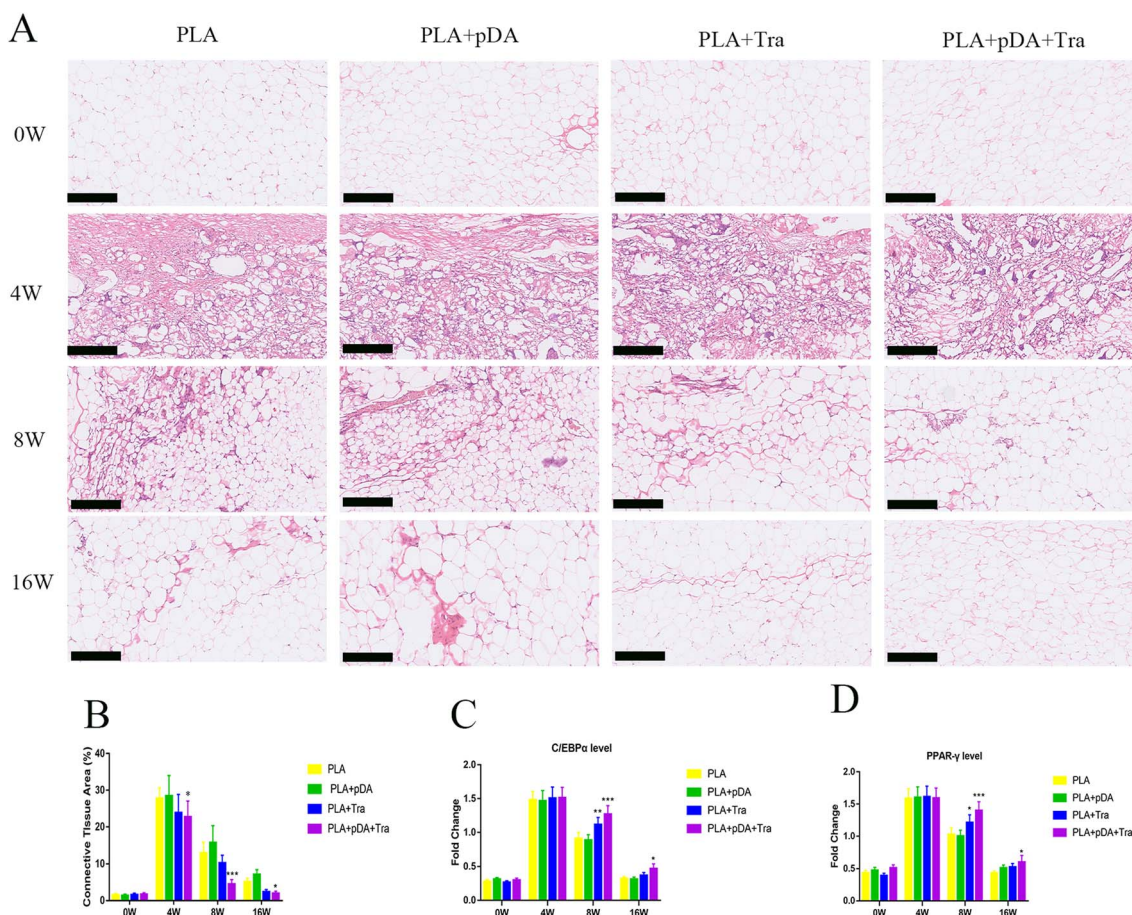 A
PLA
PLA+pDA
PLA+Tra
PLA+pDA+Tra
0W
4W
8W
16W
B
Connective Tissue Area (%)
40
30
20
10
0
0W
4W
8W
16W
*
***
*
PLA
PLA+pDA
PLA+Tra
PLA+pDA+Tra
C
C/EBPα level
Fold Change
2.0
1.5
1.0
0.5
0.0
0W
4W
8W
16W
**
***
*
PLA
PLA+pDA
PLA+Tra
PLA+pDA+Tra
D
PPAR-γ level
Fold Change
2.0
1.5
1.0
0.5
0.0
0W
4W
8W
16W
*
***
*
PLA
PLA+pDA
PLA+Tra
PLA+pDA+Tra